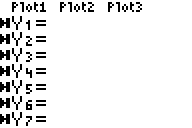 Plot1 Plot2 Plot3
Y1=
Y2=
Y3=
Y4=
Y5=
Y6=
Y7=